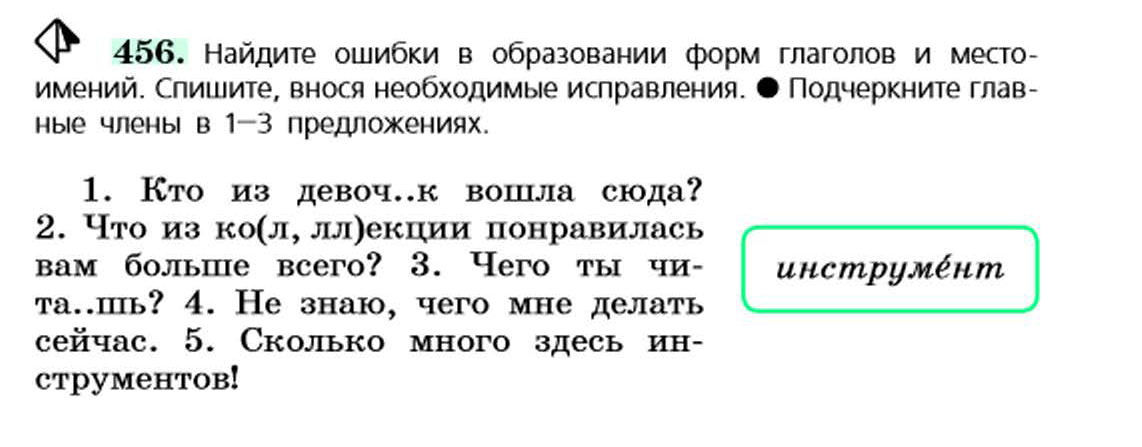 456. Найдите ошибки в образовании форм глаголов и место-
имений. Спишите, внося необходимые исправления. ● Подчеркните глав-
ные члены в 1—3 предложениях.
1. Кто из девоч..к вошла сюда?
2. Что из ко(л, лл)екции понравилась
вам больше всего? 3. Чего ты чи-
та..шь? 4. Не знаю, чего мне делать
сейчас. 5. Сколько много здесь ин-
струментов!
инструме́нт